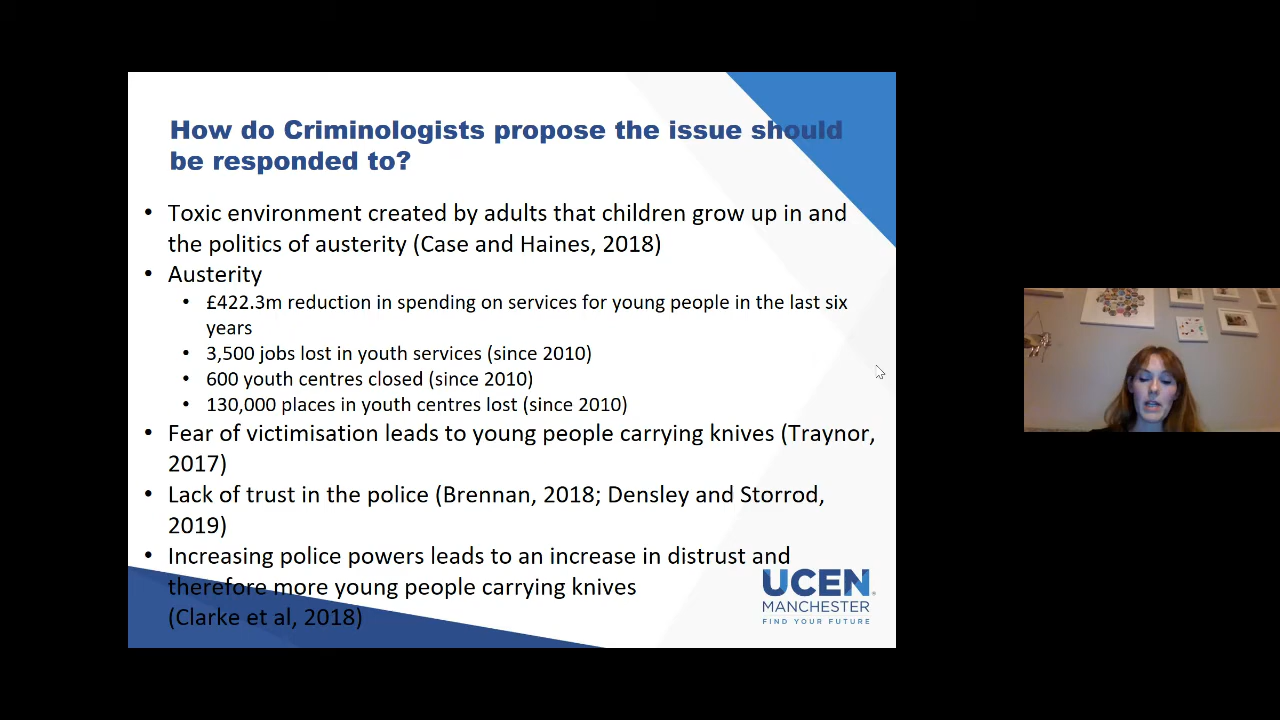 How do Criminologists propose the issue should
be responded to?
• Toxic environment created by adults that children grow up in and
the politics of austerity (Case and Haines, 2018)
• Austerity
• £422.3m reduction in spending on services for young people in the last six
years
• 3,500 jobs lost in youth services (since 2010)
• 600 youth centres closed (since 2010)
• 130,000 places in youth centres lost (since 2010)
• Fear of victimisation leads to young people carrying knives (Traynor,
2017)
• Lack of trust in the police (Brennan, 2018; Densley and Storrod,
2019)
• Increasing police powers leads to an increase in distrust and
therefore more young people carrying knives
(Clarke et al, 2018)
UCEN
MANCHESTER
FIND YOUR FUTURE